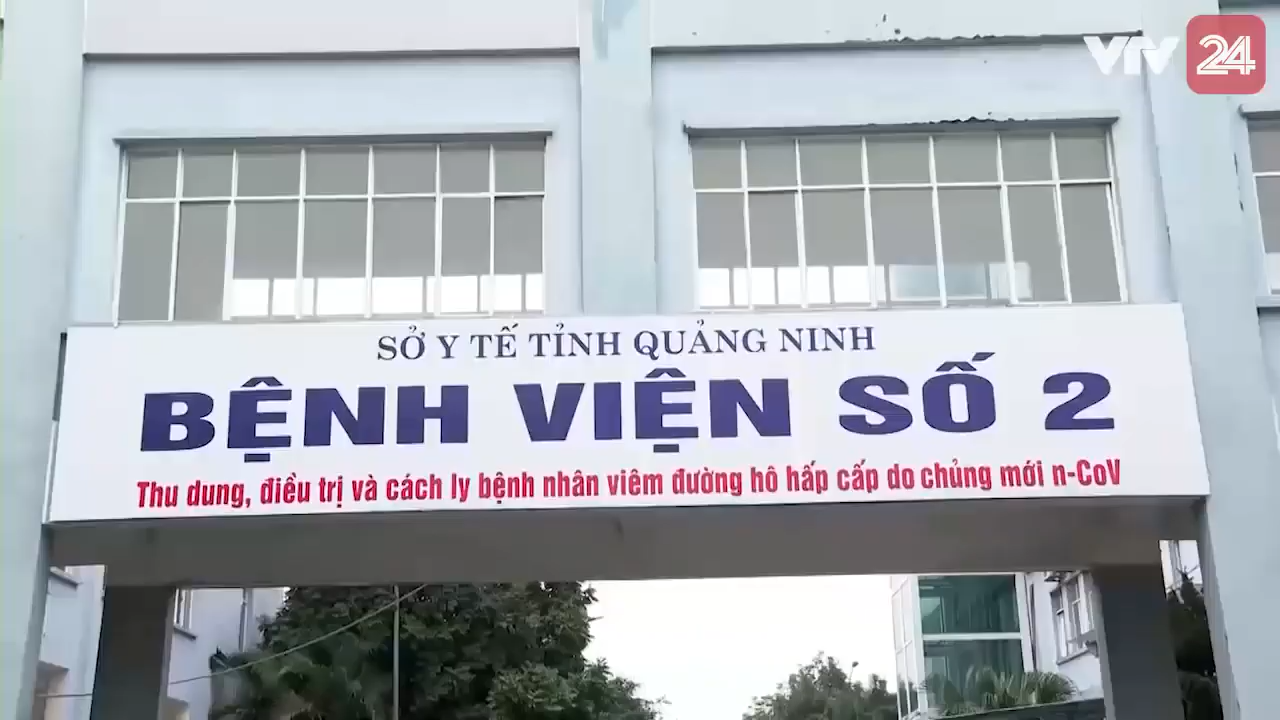 VTV 24
SỞ Y TẾ TỈNH QUẢNG NINH
BỆNH VIỆN SỐ 2
Thu dung, điều trị và cách ly bệnh nhân viêm đường hô hấp cấp do chủng mới n-CoV